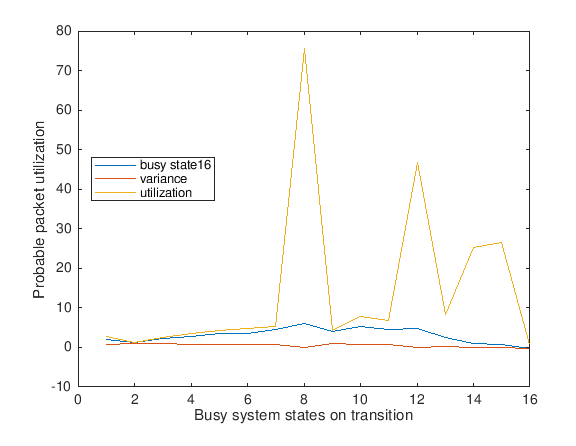 80
70
60
50
40
30
20
10
0
-10
Probable packet utilization
busy state16
variance
utilization
0 2 4 6 8 10 12 14 16
Busy system states on transition